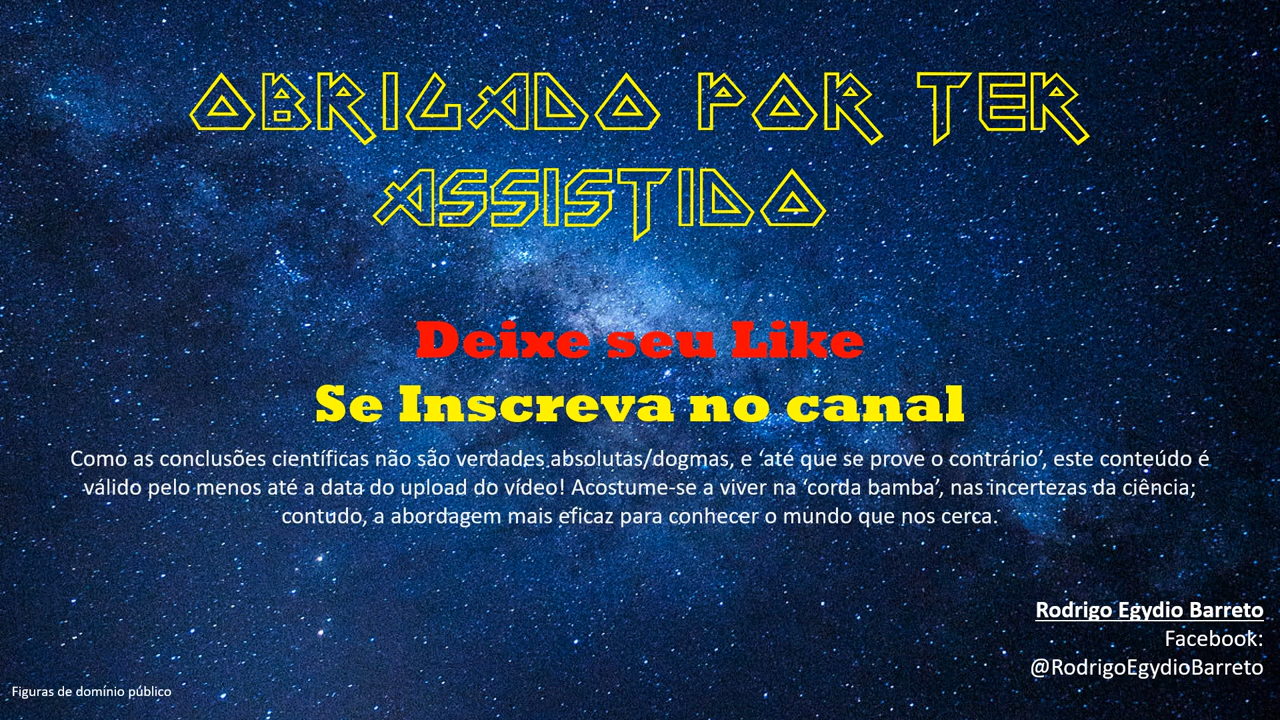 OBRIGADO POR TER
ASSISTIDO
Deixe seu Like
Se Inscreva no canal
Como as conclusões científicas não são verdades absolutas/dogmas, e ‘até que se prove o contrário’, este conteúdo é
válido pelo menos até a data do upload do vídeo! Acostume-se a viver na ‘corda bamba’, nas incertezas da ciência;
contudo, a abordagem mais eficaz para conhecer o mundo que nos cerca.
Rodrigo Egydio Barreto
Facebook:
@RodrigoEgydioBarreto
Figuras de domínio público